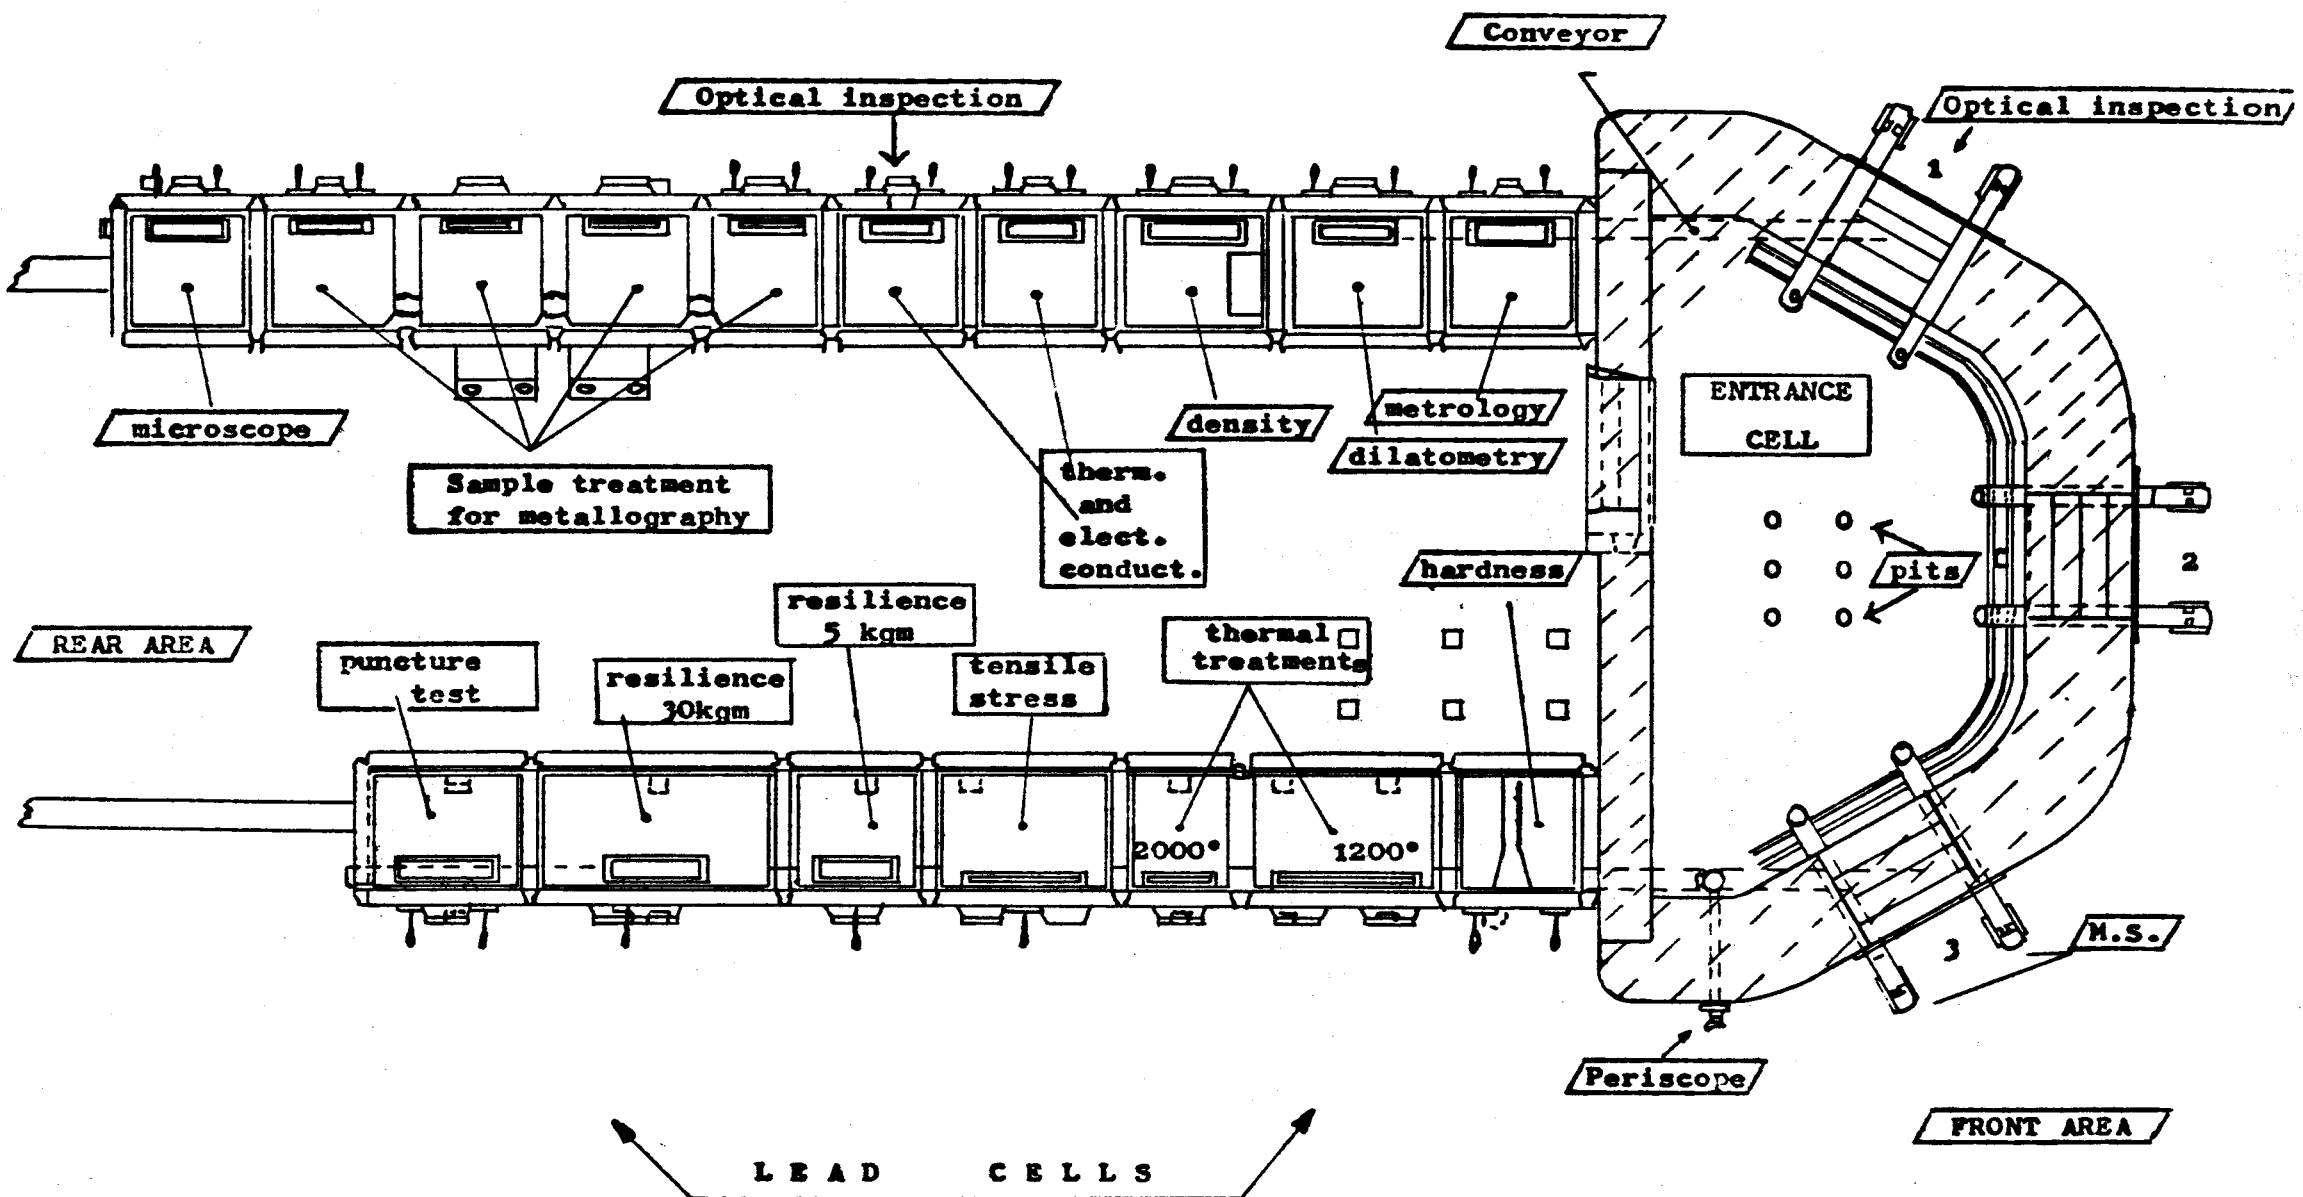 Conveyor
Optical inspection
Optical inspection
1
microscope
Sample treatment
for metallography
therm.
and
elect.
conduct.
density
metrology
dilatometry
ENTRANCE
CELL
pits
2
hardness
REAR AREA
puncture
test
resilience
30kgm
resilience
5 kgm
tensile
stress
thermal
treatments
2000°
1200°
3
M.S.
Periscope
FRONT AREA
LEAD CELLS